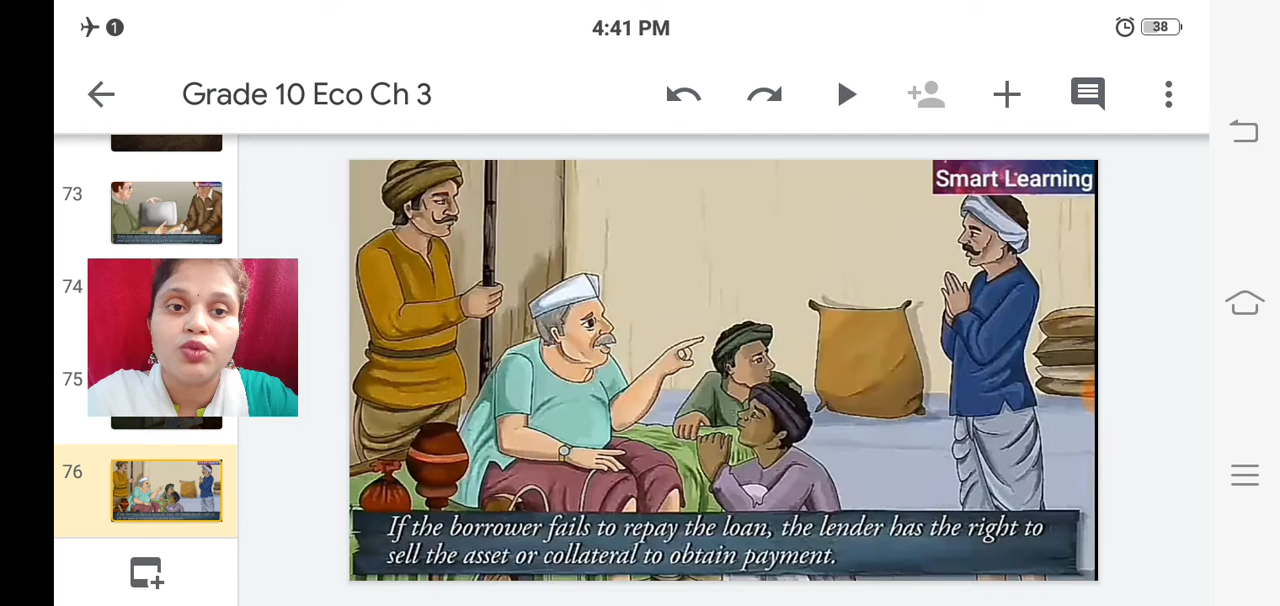 1
4:41 PM
38
Grade 10 Eco Ch 3
73
74
75
76
Smart Learning
If the borrower fails to repay the loan, the lender has the right to
sell the asset or collateral to obtain payment.